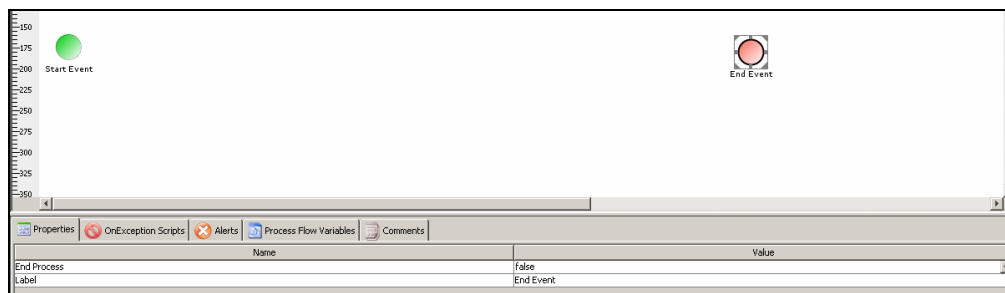 150
175
Start Event
200
End Event
225
250
275
300
325
350
Properties OnException Scripts Alerts Process Flow Variables Comments
Name Value
End Process false
Label End Event